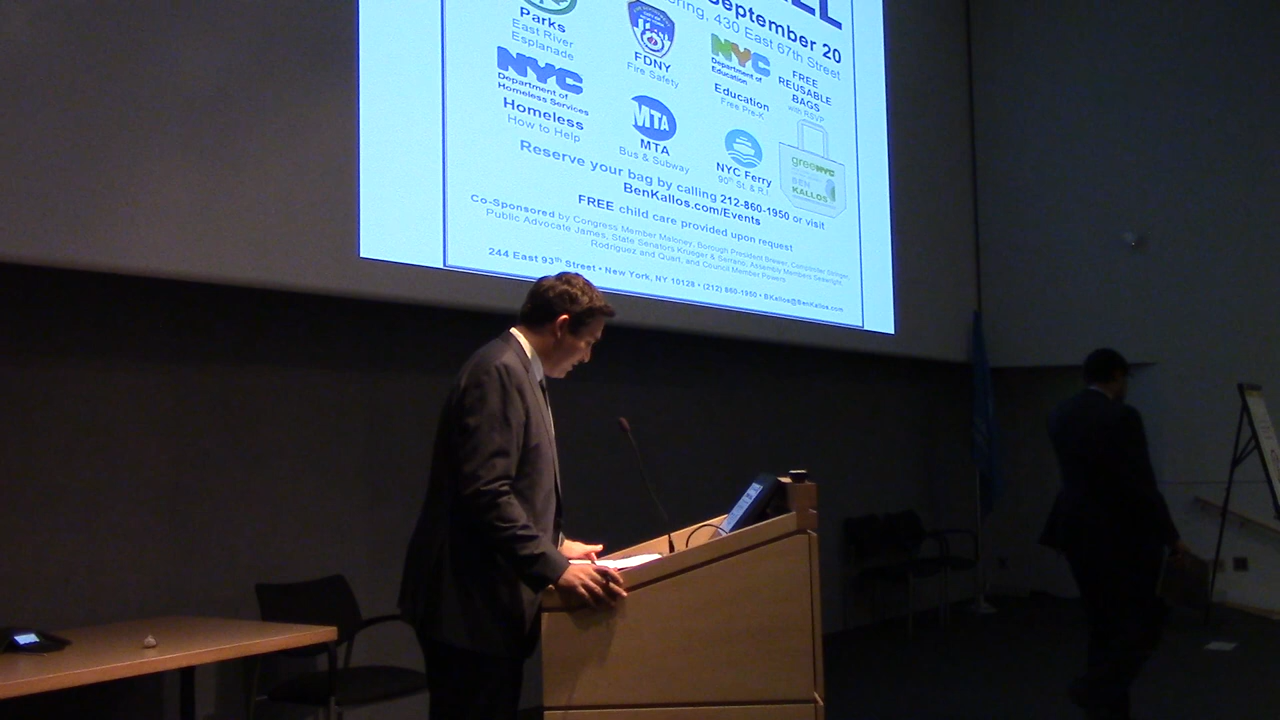 September 20
ering, 430 East 67th Street
Parks
East River
Esplanade
FDNY
Fire Safety
NYC
Department of
Education
Education
Free Pre-K
FREE
REUSABLE
BAGS
with RSVP
NYC
Department of
Homeless Services
Homeless
How to Help
MTA
MTA
Bus & Subway
NYC Ferry
90th St. & R.I.
greeNYC
BEN
KALLOS
Reserve your bag by calling 212-860-1950 or visit
BenKallos.com/Events
FREE child care provided upon request
Co-Sponsored by Congress Member Maloney, Borough President Brewer, Comptroller Stringer,
Public Advocate James, State Senators Krueger & Serrano, Assembly Members Seawright,
Rodriguez and Quart, and Council Member Powers
244 East 93th Street • New York, NY 10128 • (212) 860-1950 • BKallos@BenKallos.com